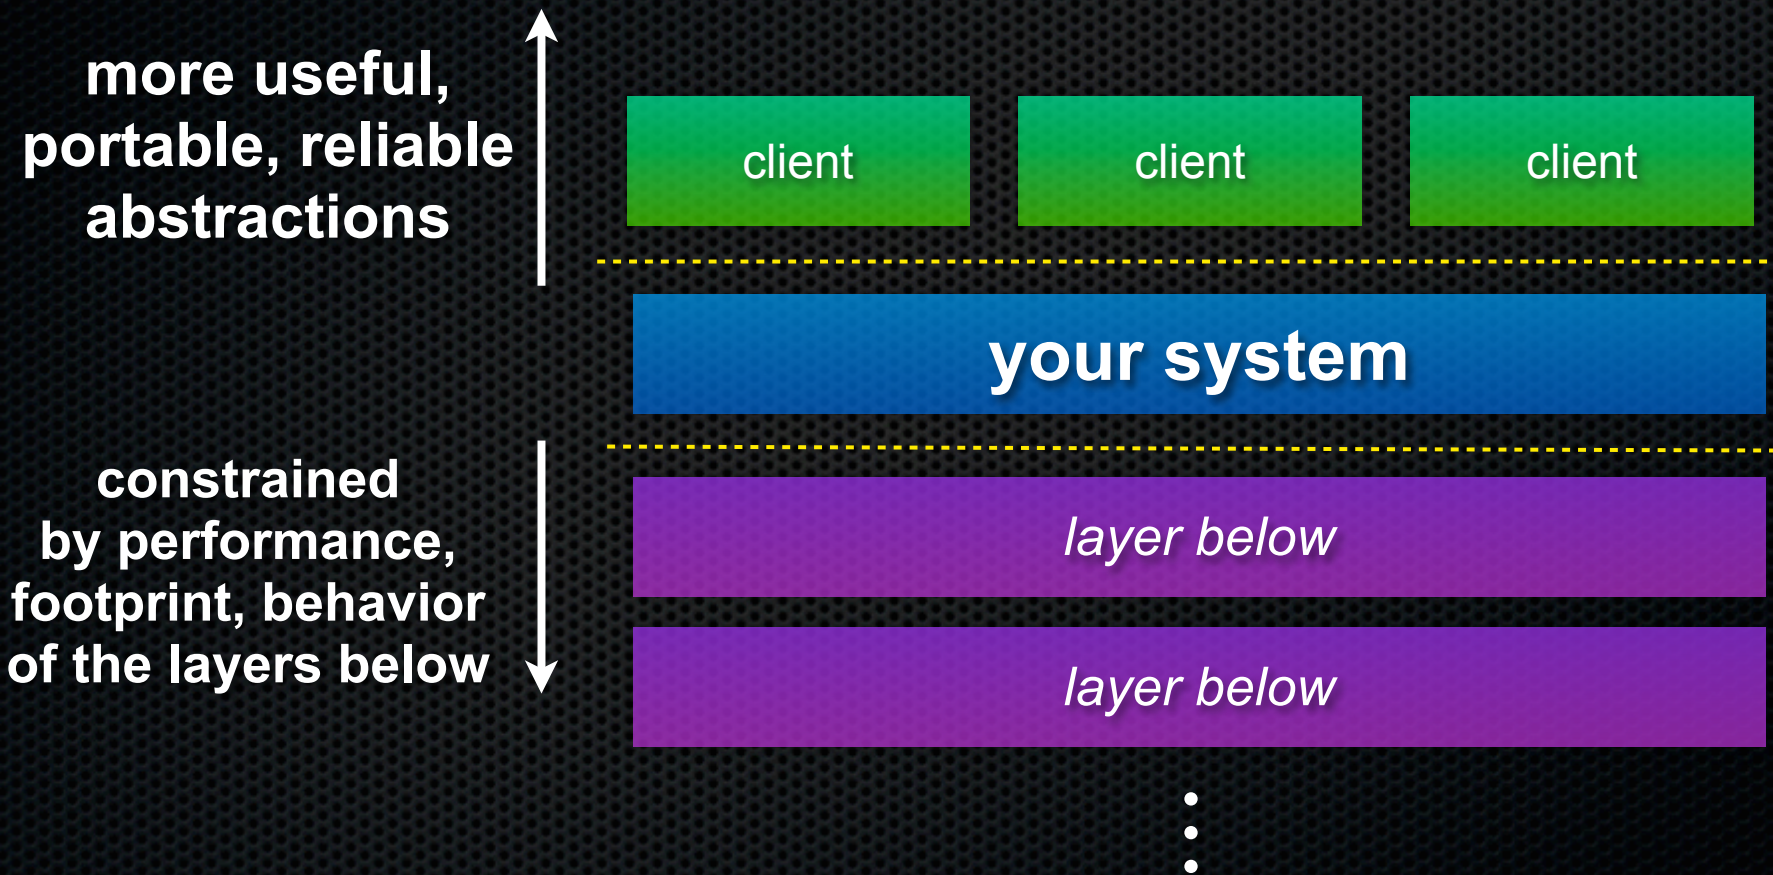 more useful,
portable, reliable
abstractions
client
client
client
your system
constrained
by performance,
footprint, behavior
of the layers below
layer below
layer below